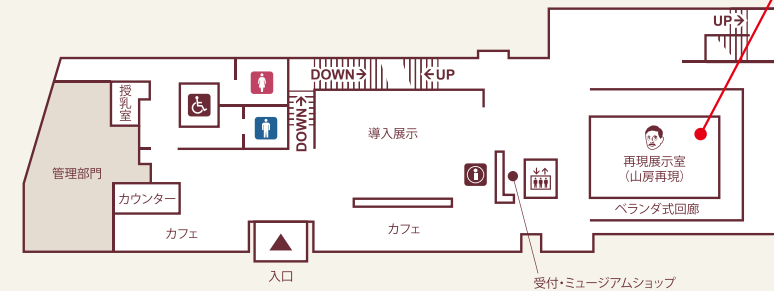 UP→
DOWN→
←UP
授乳室
DOWN→
導入展示
再現展示室
（山房再現）
管理部門
カウンター
ベランダ式回廊
カフェ
カフェ
入口
受付・ミュージアムショップ